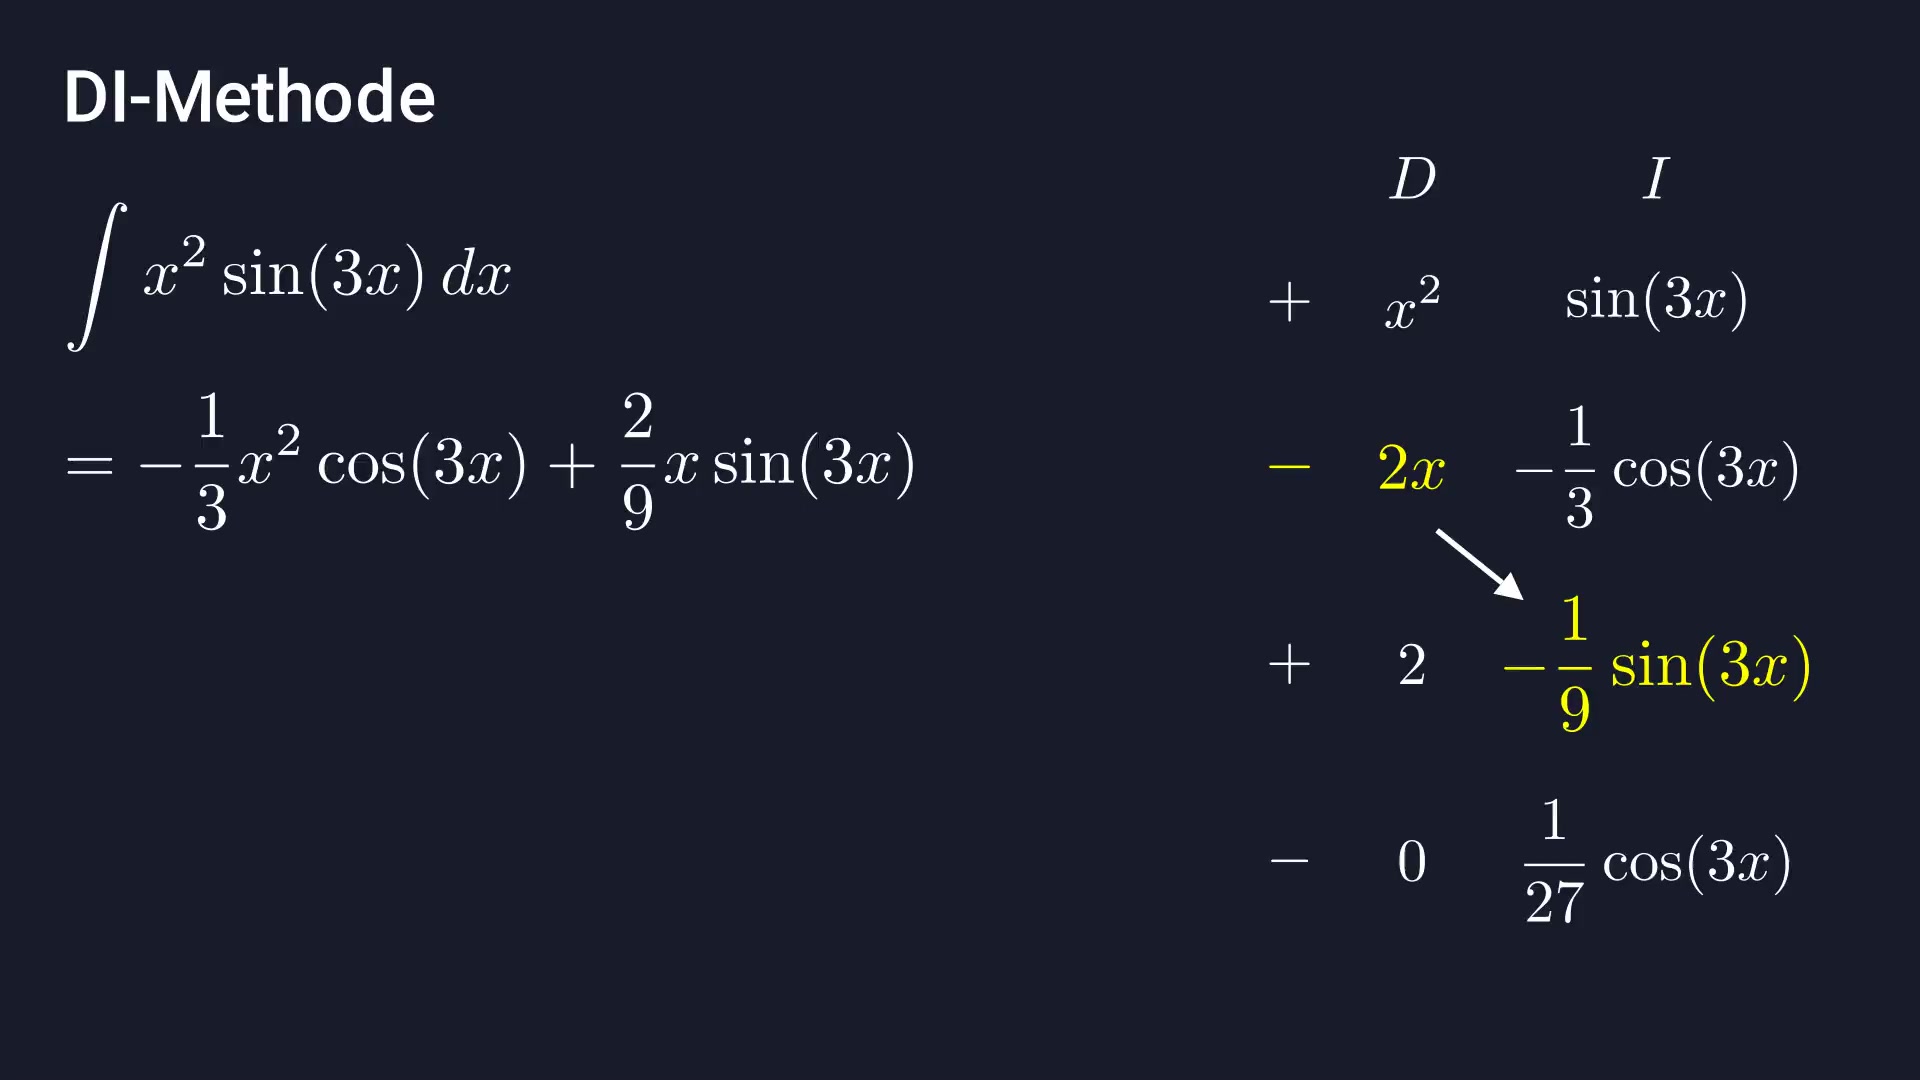 DI-Methode
∫ x² sin(3x) dx
= −1/3 x² cos(3x) + 2/9 x sin(3x)
D I
+ x² sin(3x)
− 2x −1/3 cos(3x)
+ 2 −1/9 sin(3x)
− 0 1/27 cos(3x)